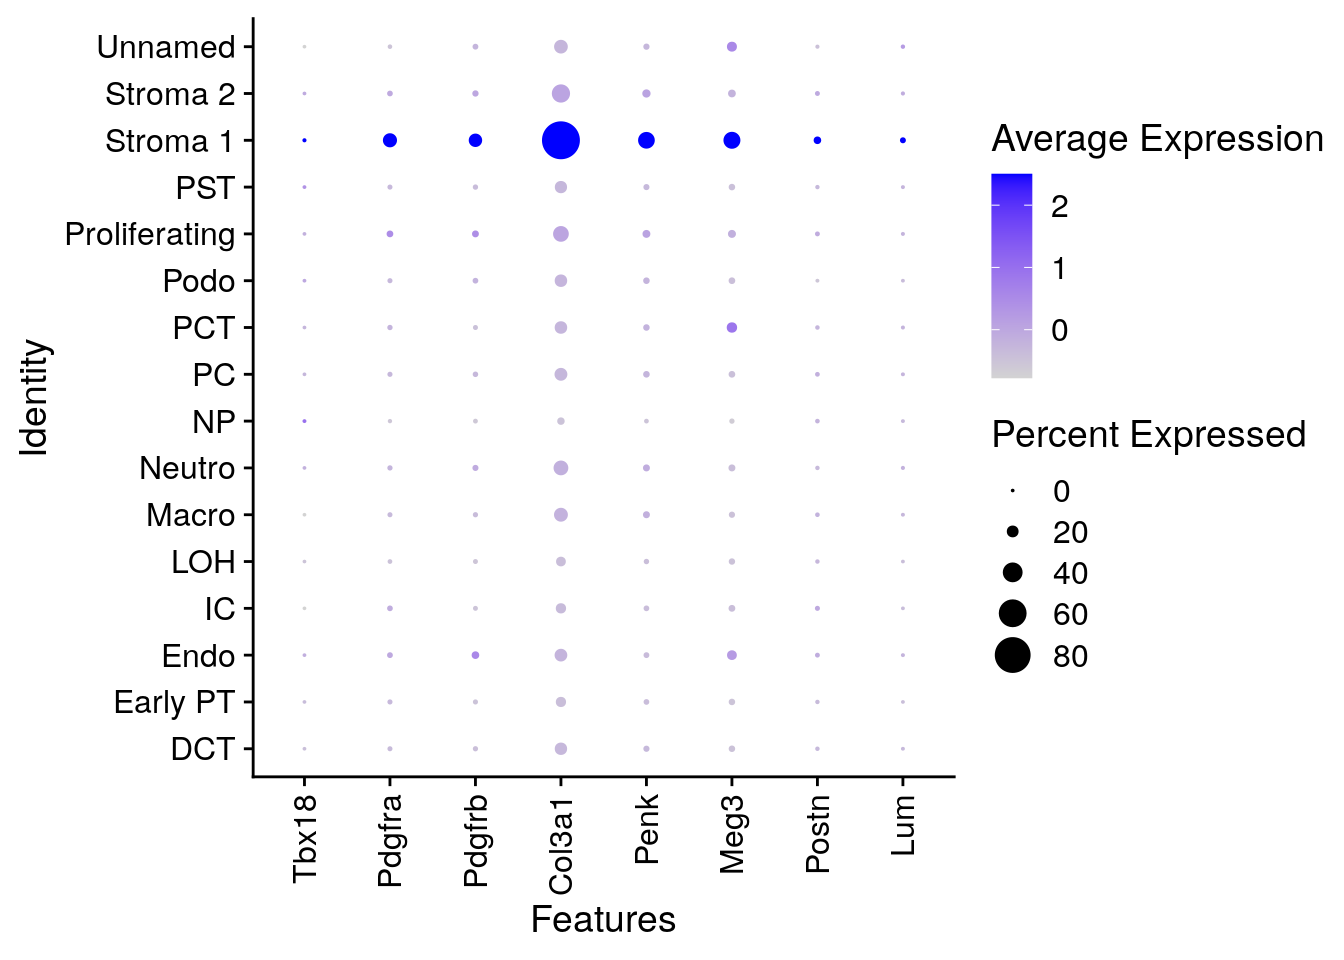 Unnamed
Stroma 2
Stroma 1
PST
Proliferating
Podo
PCT
PC
NP
Neutro
Macro
LOH
IC
Endo
Early PT
DCT
Identity
Tbx18
Pdgfra
Pdgfrb
Col3a1
Penk
Meg3
Postn
Lum
Features
Average Expression
2
1
0
Percent Expressed
0
20
40
60
80